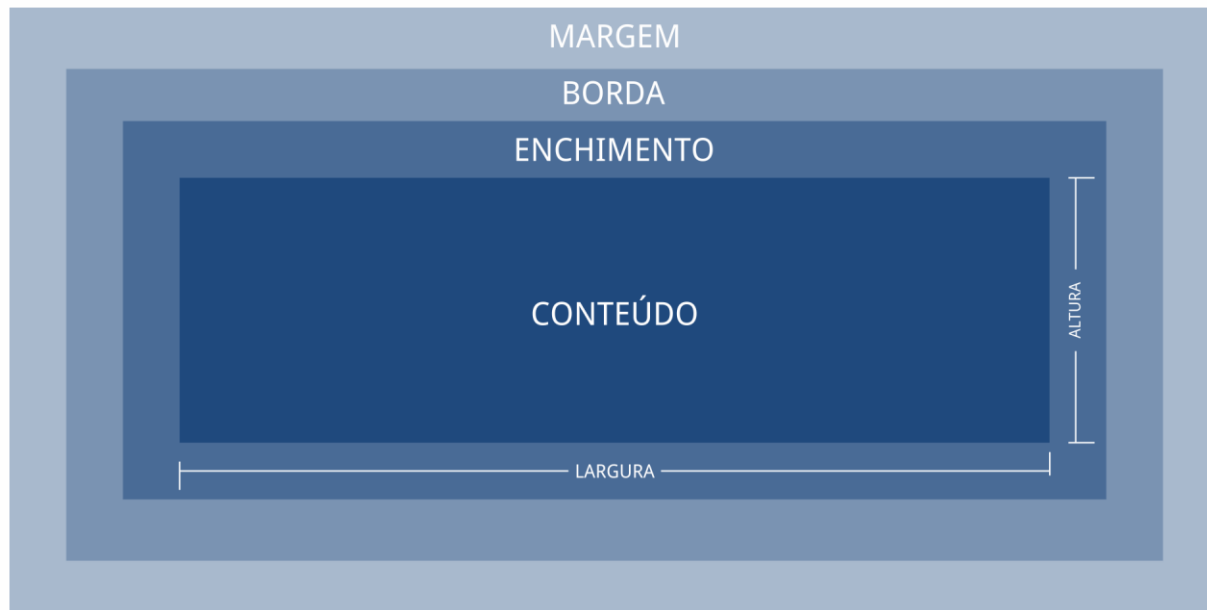 MARGEM
BORDA
ENCHIMENTO
CONTEÚDO
ALTURA
LARGURA